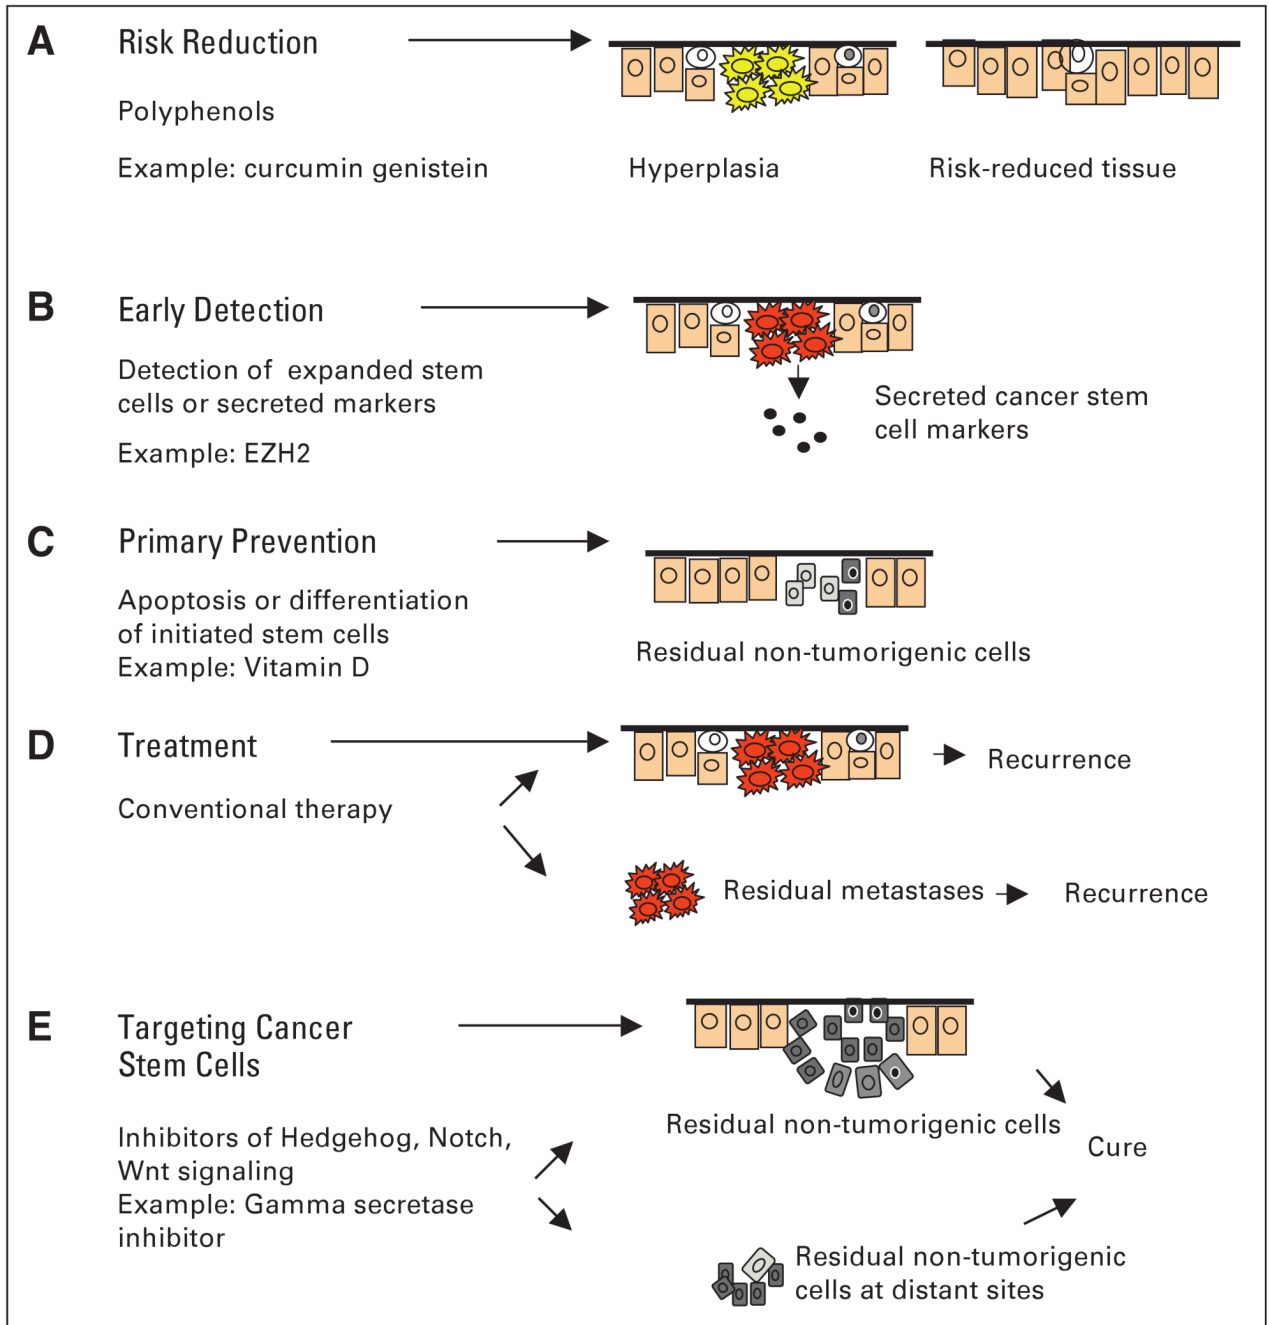 A
Risk Reduction
Polyphenols
Example: curcumin genistein
Hyperplasia
Risk-reduced tissue
B
Early Detection
Detection of expanded stem
cells or secreted markers
Example: EZH2
Secreted cancer stem
cell markers
C
Primary Prevention
Apoptosis or differentiation
of initiated stem cells
Example: Vitamin D
Residual non-tumorigenic cells
D
Treatment
Conventional therapy
Recurrence
Residual metastases
Recurrence
E
Targeting Cancer
Stem Cells
Inhibitors of Hedgehog, Notch,
Wnt signaling
Example: Gamma secretase
inhibitor
Residual non-tumorigenic cells
Cure
Residual non-tumorigenic
cells at distant sites